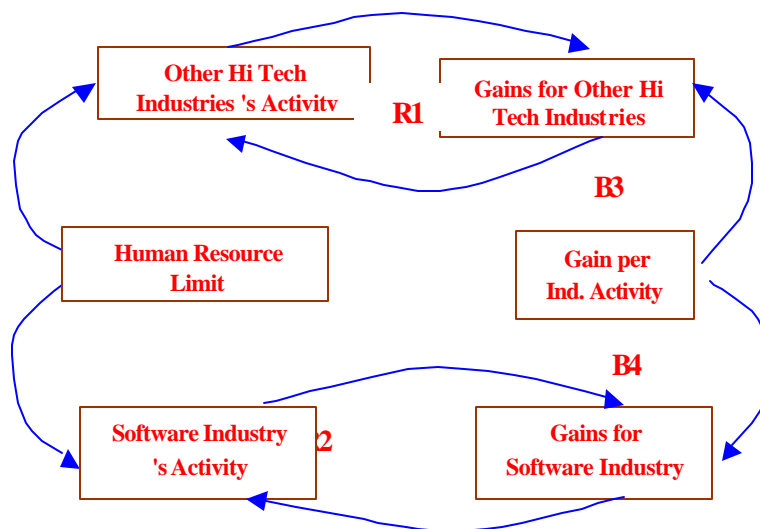 Other Hi Tech
Industries 's Activity
R1
Gains for Other Hi
Tech Industries
B3
Human Resource
Limit
Gain per
Ind. Activity
B4
Software Industry
's Activity
2
Gains for
Software Industry